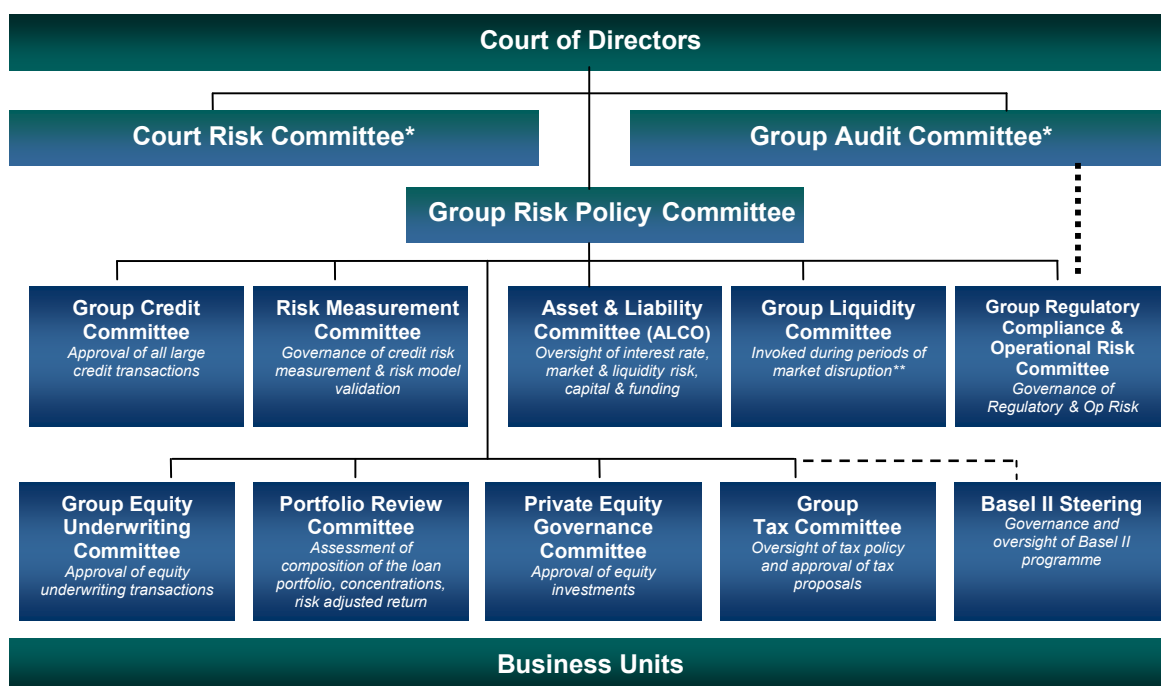 Court of Directors
Court Risk Committee*
Group Audit Committee*
Group Risk Policy Committee
Group Credit
Committee
Approval of all large
credit transactions
Risk Measurement
Committee
Governance of credit risk
measurement & risk model
validation
Asset & Liability
Committee (ALCO)
Oversight of interest rate,
market & liquidity risk,
capital & funding
Group Liquidity
Committee
Invoked during periods of
market disruption**
Group Regulatory
Compliance &
Operational Risk
Committee
Governance of
Regulatory & Op Risk
Group Equity
Underwriting
Committee
Approval of equity
underwriting transactions
Portfolio Review
Committee
Assessment of
composition of the loan
portfolio, concentrations,
risk adjusted return
Private Equity
Governance
Committee
Approval of equity
investments
Group
Tax Committee
Oversight of tax policy
and approval of tax
proposals
Basel II Steering
Governance and
oversight of Basel II
programme
Business Units